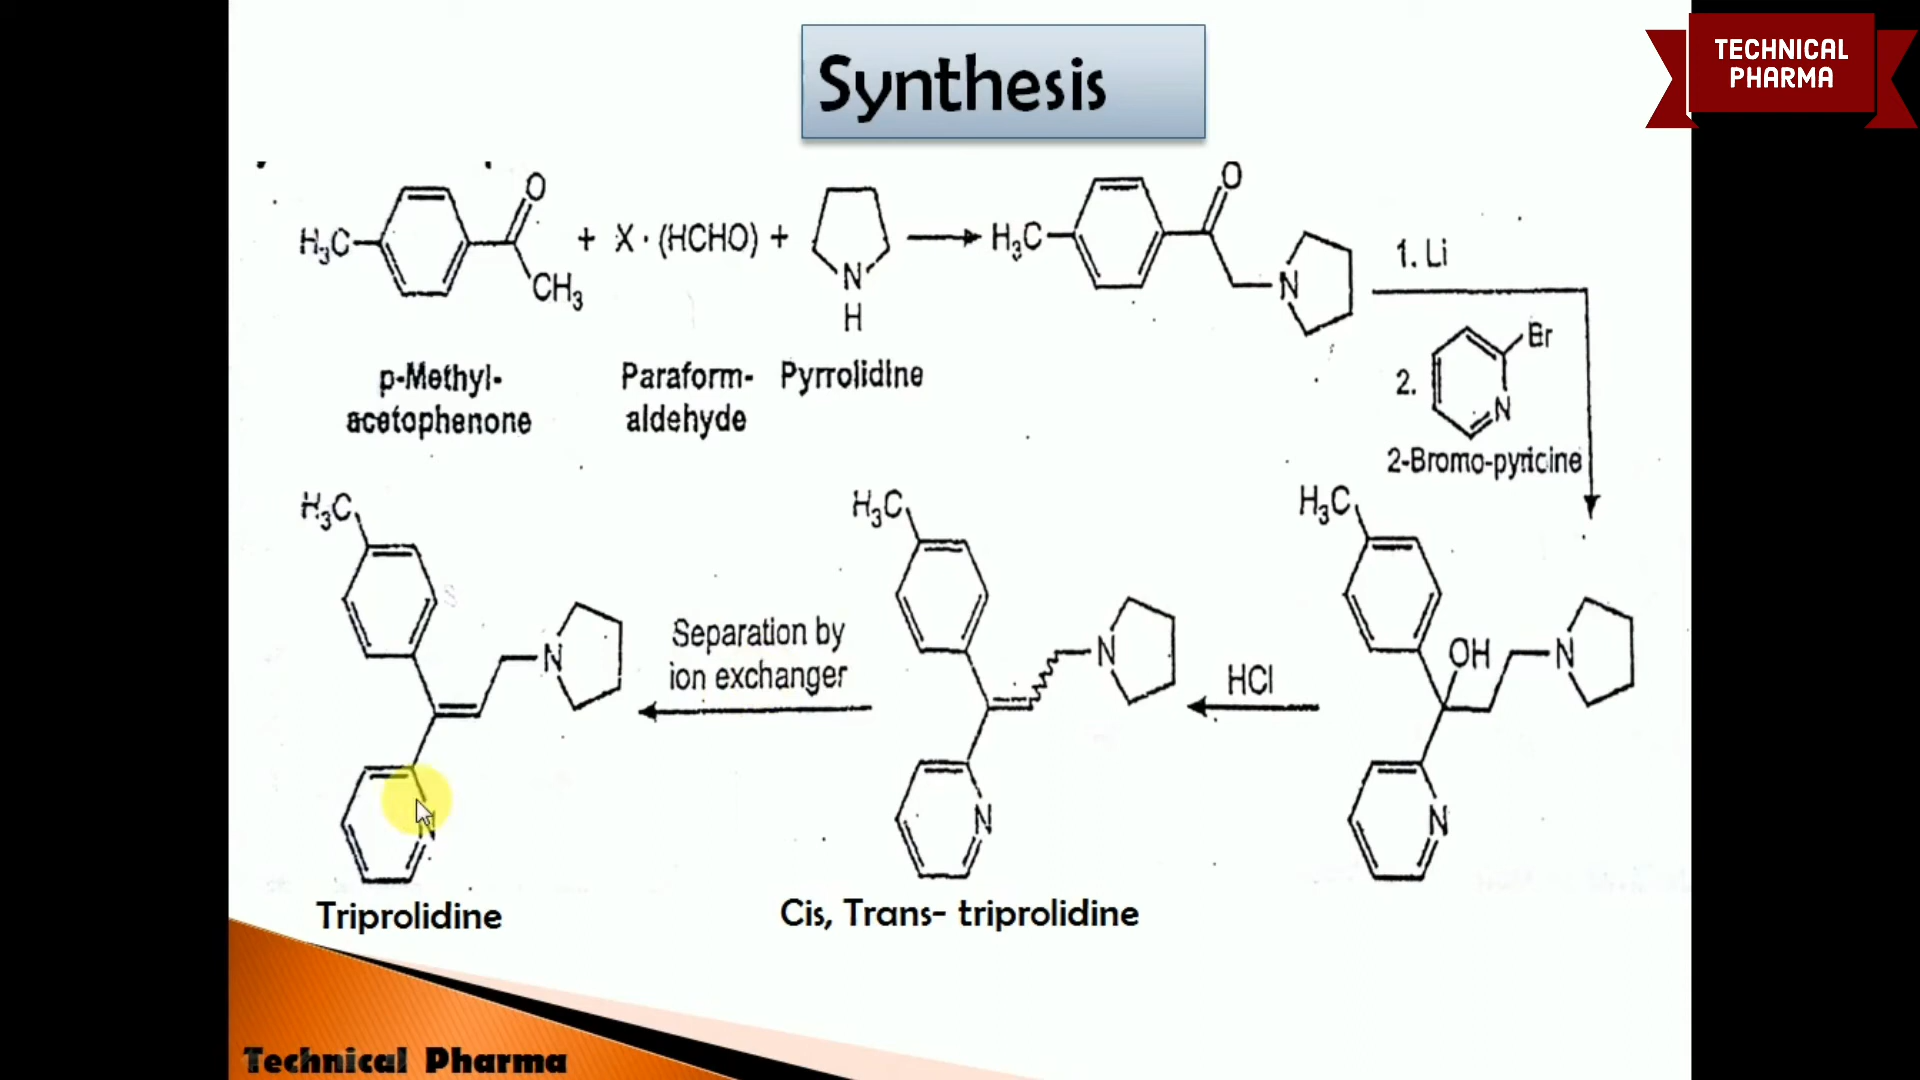 Synthesis
TECHNICAL
PHARMA
H₃C
O
CH₃
+ X · (HCHO) +
N
H
H₃C
O
N
1. Li
2.
Br
N
2-Bromo-pyricine
p-Methyl-
acetophenone
Paraform-
aldehyde
Pyrrolidine
H₃C
N
N
Triprolidine
Separation by
ion exchanger
H₃C
N
N
Cis, Trans- triprolidine
HCl
H₃C
OH
N
N
Technical Pharma